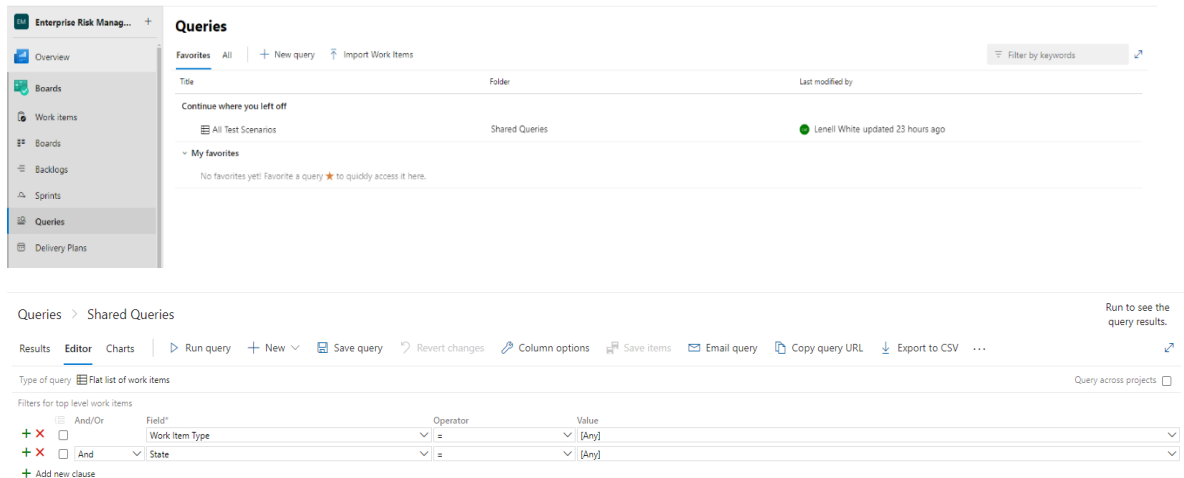 EM Enterprise Risk Manag... +
Queries
Overview
Favorites All + New query Import Work Items Filter by keywords
Title Folder Last modified by
Boards
Continue where you left off
Work items
All Test Scenarios Shared Queries Lenell White updated 23 hours ago
Boards
My favorites
Backlogs
No favorites yet! Favorite a query ★ to quickly access it here.
Sprints
Queries
Delivery Plans
Queries > Shared Queries
Run to see the
query results.
Results Editor Charts Run query + New Save query Revert changes Column options Save items Email query Copy query URL Export to CSV ...
Type of query Flat list of work items Query across projects
Filters for top level work items
And/Or Field* Operator Value
Work Item Type = [Any]
And State = [Any]
+ Add new clause